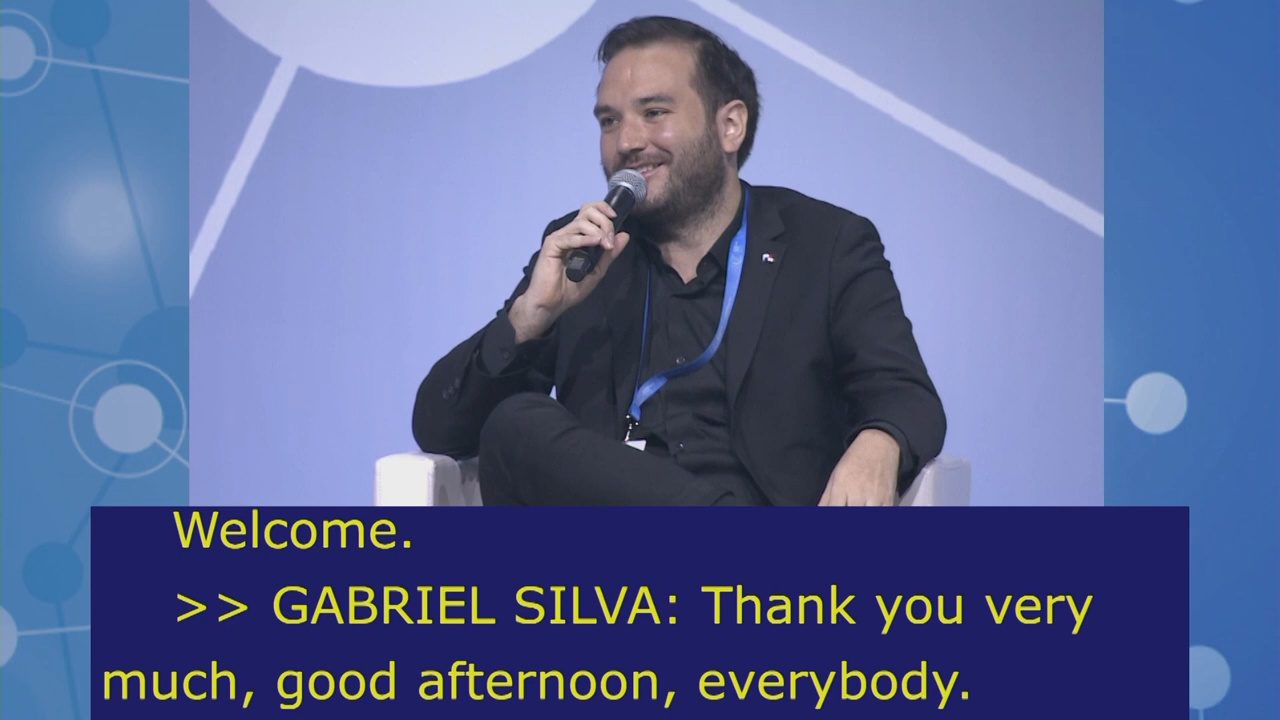 Welcome.
>> GABRIEL SILVA: Thank you very
much, good afternoon, everybody.